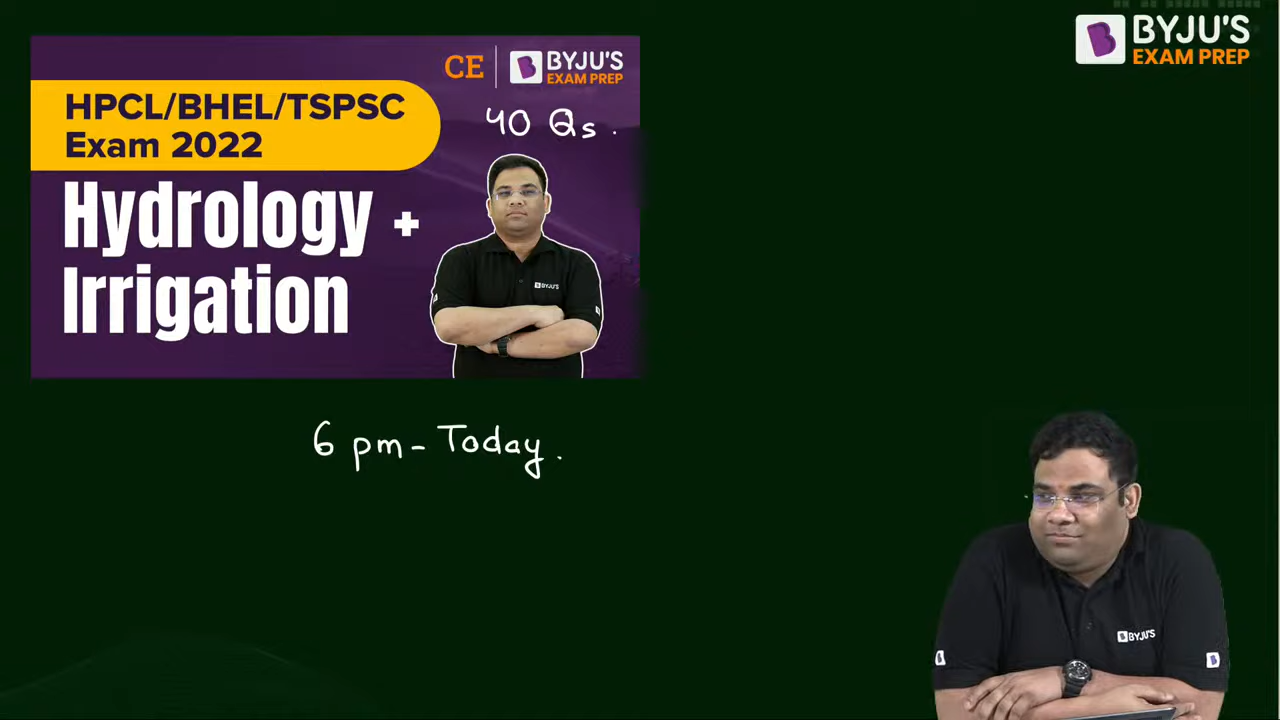 CE
BYJU'S
EXAM PREP
HPCL/BHEL/TSPSC
Exam 2022
40 Qs.
Hydrology +
Irrigation
BYJU'S
6 pm - Today.
BYJU'S
EXAM PREP
BYJU'S